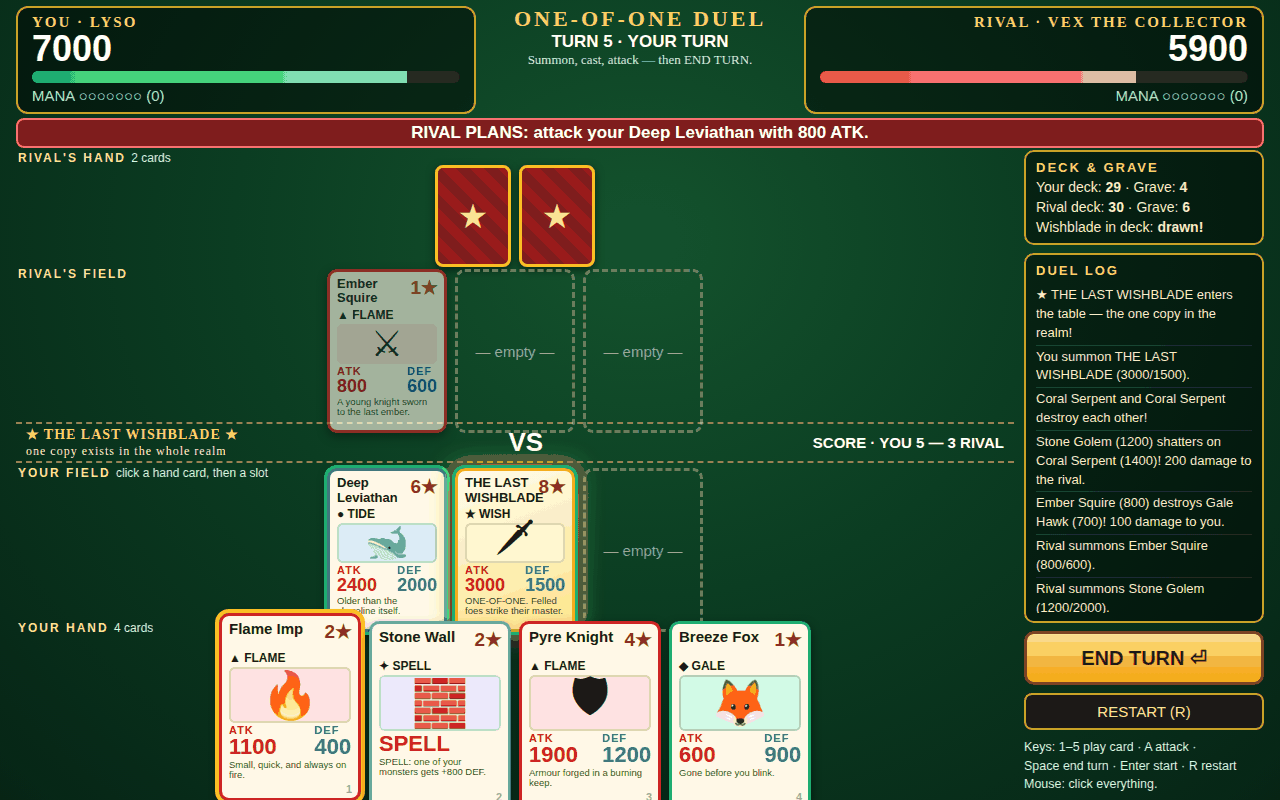 YOU · LYSO
7000
MANA ○○○○○○○ (0)
ONE-OF-ONE DUEL
TURN 5 · YOUR TURN
Summon, cast, attack — then END TURN.
RIVAL · VEX THE COLLECTOR
5900
MANA ○○○○○○○ (0)
RIVAL PLANS: attack your Deep Leviathan with 800 ATK.
RIVAL'S HAND 2 cards
RIVAL'S FIELD
Ember
Squire
1★
▲ FLAME
ATK DEF
800 600
A young knight sworn
to the last ember.
— empty —
— empty —
★ THE LAST WISHBLADE ★
one copy exists in the whole realm
VS
SCORE · YOU 5 — 3 RIVAL
YOUR FIELD click a hand card, then a slot
Deep
Leviathan
6★
● TIDE
ATK DEF
2400 2000
Older than the
itself.
THE LAST
WISHBLADE
8★
★ WISH
ATK DEF
3000 1500
ONE-OF-ONE. Felled
foes strike their master.
— empty —
YOUR HAND 4 cards
Flame Imp 2★
▲ FLAME
ATK DEF
1100 400
Small, quick, and always on
fire.
1
Stone Wall 2★
✦ SPELL
SPELL
SPELL: one of your
monsters gets +800 DEF.
2
Pyre Knight 4★
▲ FLAME
ATK DEF
1900 1200
Armour forged in a burning
keep.
3
Breeze Fox 1★
◆ GALE
ATK DEF
600 900
Gone before you blink.
4
DECK & GRAVE
Your deck: 29 · Grave: 4
Rival deck: 30 · Grave: 6
Wishblade in deck: drawn!
DUEL LOG
★ THE LAST WISHBLADE enters
the table — the one copy in the
realm!
You summon THE LAST
WISHBLADE (3000/1500).
Coral Serpent and Coral Serpent
destroy each other!
Stone Golem (1200) shatters on
Coral Serpent (1400)! 200 damage to
the rival.
Ember Squire (800) destroys Gale
Hawk (700)! 100 damage to you.
Rival summons Ember Squire
(800/600).
Rival summons Stone Golem
(1200/2000).
END TURN ⏎
RESTART (R)
Keys: 1–5 play card · A attack ·
Space end turn · Enter start · R restart
Mouse: click everything.